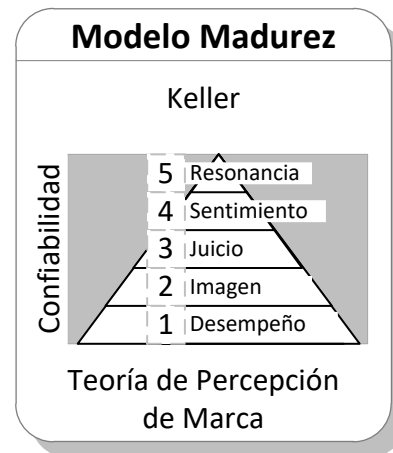 Modelo Madurez
Keller
Confiabilidad
5 Resonancia
4 Sentimiento
3 Juicio
2 Imagen
1 Desempeño
Teoría de Percepción
de Marca